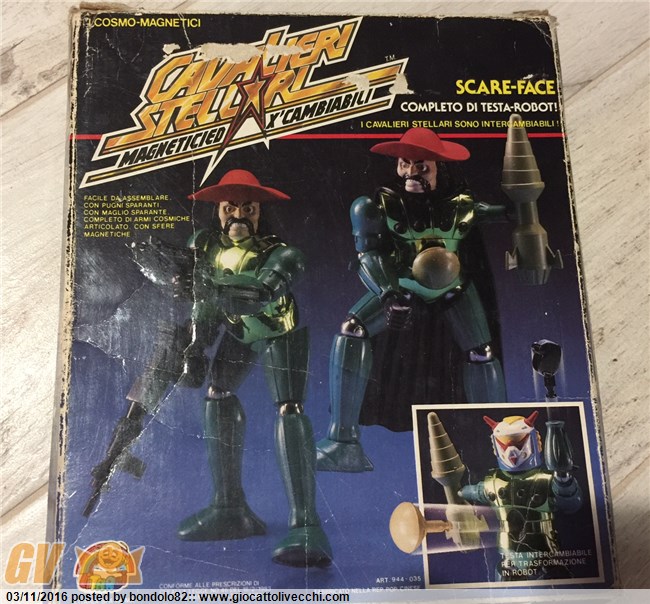 COSMO-MAGNETICI
CAVALIERI
STELLARI
MAGNETICI ED X'CAMBIABILI
TM
SCARE-FACE
COMPLETO DI TESTA-ROBOT!
I CAVALIERI STELLARI SONO INTERCAMBIABILI!
FACILE DA ASSEMBLARE.
CON PUGNI SPARANTI.
CON MAGLIO SPARANTE
COMPLETO DI ARMI COSMICHE.
ARTICOLATO. CON SFERE
MAGNETICHE
TESTA INTERCAMBIABILE
PER TRASFORMAZIONE
IN ROBOT.
CONFORME ALLE PRESCRIZIONI DI
ART. 944-035
NELLA REP. POP.
GV
03/11/2016 posted by bondolo82:: www.giocattolivecchi.com